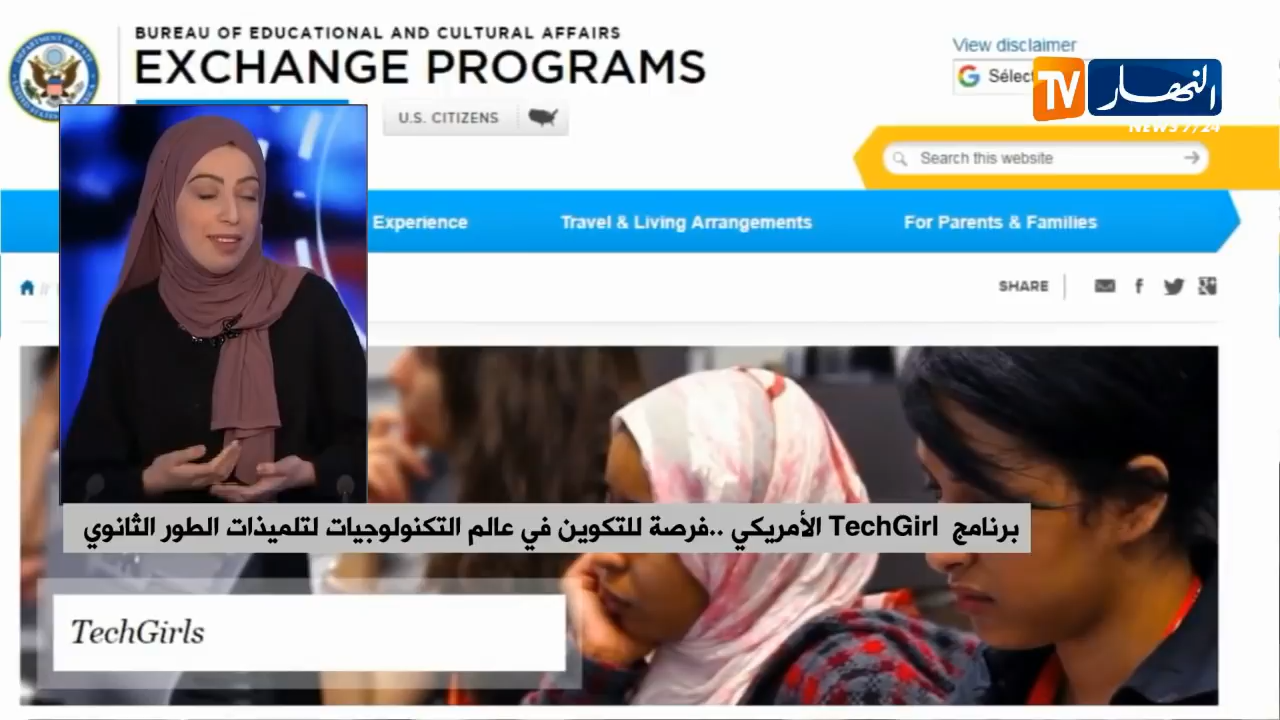 BUREAU OF EDUCATIONAL AND CULTURAL AFFAIRS
EXCHANGE PROGRAMS
View disclaimer
U.S. CITIZENS
TV النهار
NEWS 7/24
Search this website
Experience
Travel & Living Arrangements
For Parents & Families
SHARE
برنامج TechGirl الأمريكي ..فرصة للتكوين في عالم التكنولوجيات لتلميذات الطور الثانوي
TechGirls